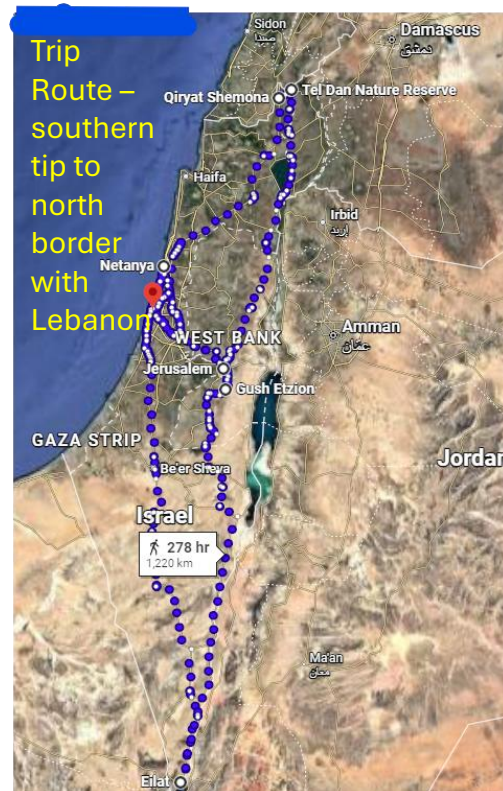 Trip
Route –
southern
tip to
north
border
with
Lebanon
Sidon
صيدا
Damascus
دمشق
Qiryat Shemona
Tel Dan Nature Reserve
Haifa
Irbid
إربد
Netanya
WEST BANK
Amman
عمّان
Jerusalem
Gush Etzion
GAZA STRIP
Be'er Sheva
Jordan
Israel
278 hr
1,220 km
Ma'an
معان
Eilat